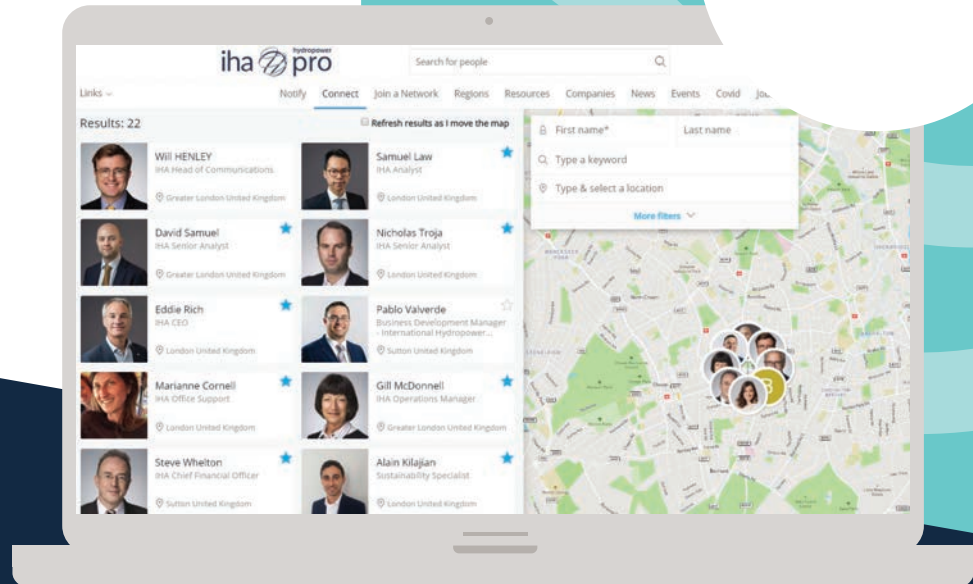 iha hydropower pro
Search for people
Links
Notify Connect Join a Network Regions Resources Companies News Events Covid
Results: 22
Refresh results as I move the map
First name*
Last name
Type a keyword
Type & select a location
More filters
Will HENLEY
IHA Head of Communications
Greater London United Kingdom
Samuel Law
IHA Analyst
London United Kingdom
David Samuel
IHA Senior Analyst
Greater London United Kingdom
Nicholas Troja
IHA Senior Analyst
London United Kingdom
Eddie Rich
IHA CEO
London United Kingdom
Pablo Valverde
Business Development Manager
- International Hydropower...
Sutton United Kingdom
Marianne Cornell
IHA Office Support
London United Kingdom
Gill McDonnell
IHA Operations Manager
Greater London United Kingdom
Steve Whelton
IHA Chief Financial Officer
Sutton United Kingdom
Alain Kilajian
Sustainability Specialist
London United Kingdom